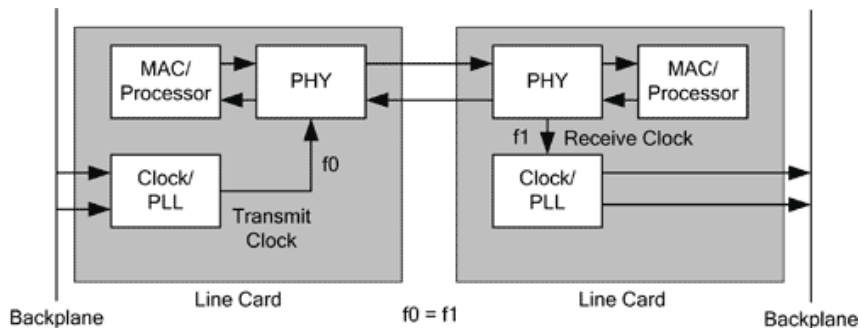 MAC/
Processor
PHY
PHY
MAC/
Processor
f0
f1
Receive Clock
Clock/
PLL
Transmit
Clock
Clock/
PLL
Line Card
Line Card
Backplane
f0 = f1
Backplane